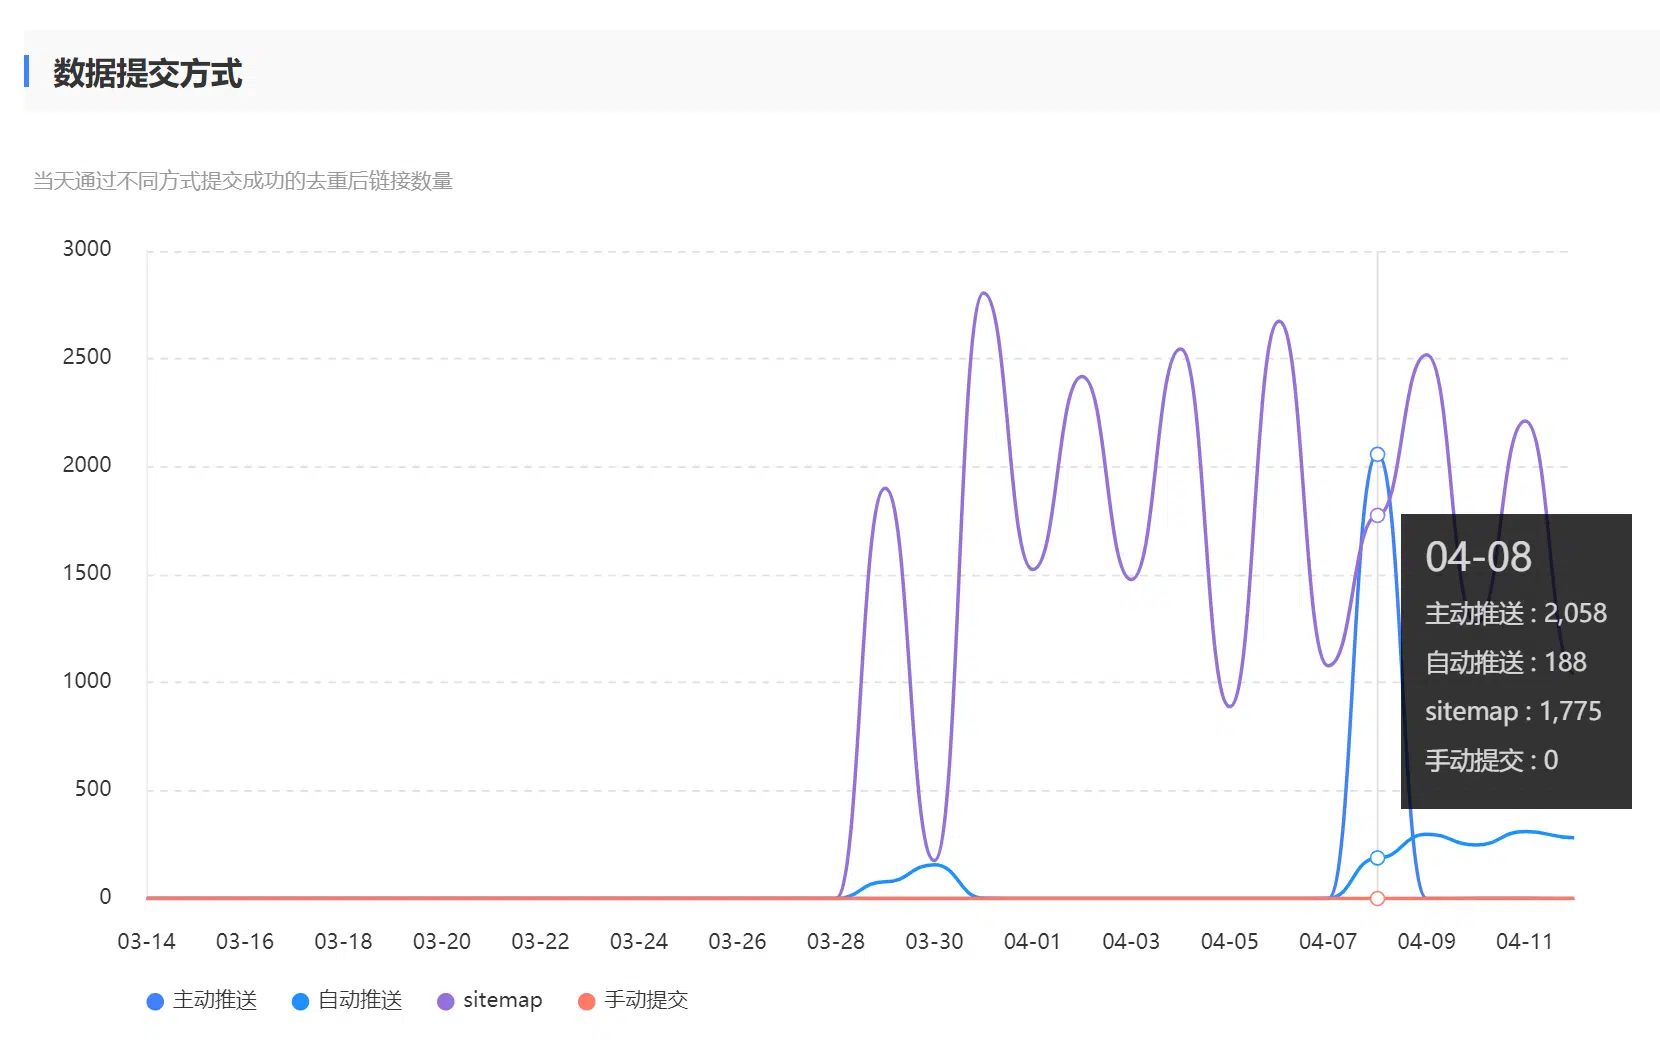 数据提交方式
当天通过不同方式提交成功的去重后链接数量
3000
2500
2000
1500
1000
500
0
04-08
主动推送 : 2,058
自动推送 : 188
sitemap : 1,775
手动提交 : 0
03-14 03-16 03-18 03-20 03-22 03-24 03-26 03-28 03-30 04-01 04-03 04-05 04-07 04-09 04-11
主动推送 自动推送 sitemap 手动提交